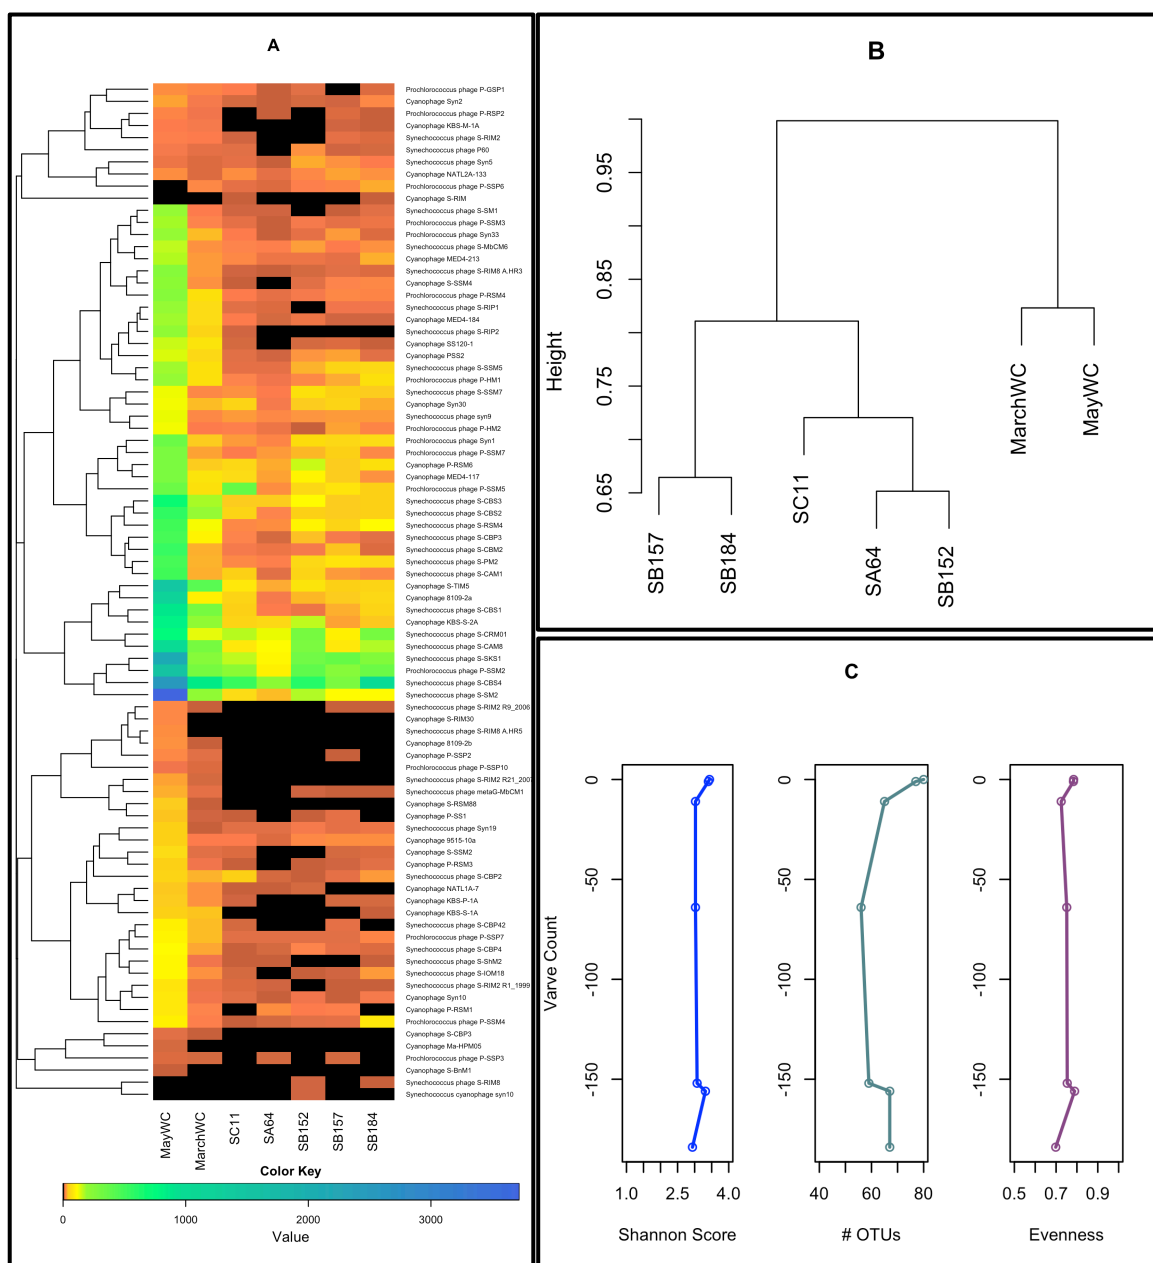 A
Prochlorococcus phage P-GSP1
Cyanophage Syn2
Prochlorococcus phage P-RSP2
Cyanophage KBS-M-1A
Synechococcus phage S-RIM2
Synechococcus phage P60
Synechococcus phage Syn5
Cyanophage NATL2A-133
Prochlorococcus phage P-SSP6
Cyanophage S-RIM
Synechococcus phage S-SM1
Prochlorococcus phage P-SSM3
Prochlorococcus phage Syn33
Synechococcus phage S-MbCM6
Cyanophage MED4-213
Synechococcus phage S-RIM8 A.HR3
Cyanophage S-SSM4
Prochlorococcus phage P-RSM4
Synechococcus phage S-RIP1
Cyanophage MED4-184
Synechococcus phage S-RIP2
Cyanophage SS120-1
Cyanophage PSS2
Synechococcus phage S-SSM5
Prochlorococcus phage P-HM1
Synechococcus phage S-SSM7
Cyanophage Syn30
Synechococcus phage syn9
Prochlorococcus phage P-HM2
Prochlorococcus phage Syn1
Prochlorococcus phage P-SSM7
Cyanophage P-RSM6
Cyanophage MED4-117
Prochlorococcus phage P-SSM5
Synechococcus phage S-CBS3
Synechococcus phage S-CBS2
Synechococcus phage S-RSM4
Synechococcus phage S-CBP3
Synechococcus phage S-CBM2
Synechococcus phage S-PM2
Synechococcus phage S-CAM1
Cyanophage S-TIM5
Cyanophage 8109-2a
Synechococcus phage S-CBS1
Cyanophage KBS-S-2A
Synechococcus phage S-CRM01
Synechococcus phage S-CAM8
Synechococcus phage S-SKS1
Prochlorococcus phage P-SSM2
Synechococcus phage S-CBS4
Synechococcus phage S-SM2
Synechococcus phage S-RIM2 R9_2006
Cyanophage S-RIM30
Synechococcus phage S-RIM8 A.HR5
Cyanophage 8109-2b
Cyanophage P-SSP2
Prochlorococcus phage P-SSP10
Synechococcus phage S-RIM2 R21_2007
Synechococcus phage metaG-MbCM1
Cyanophage S-RSM88
Cyanophage P-SS1
Synechococcus phage Syn19
Cyanophage 9515-10a
Cyanophage S-SSM2
Cyanophage P-RSM3
Synechococcus phage S-CBP2
Cyanophage NATL1A-7
Cyanophage KBS-P-1A
Cyanophage KBS-S-1A
Synechococcus phage S-CBP42
Prochlorococcus phage P-SSP7
Synechococcus phage S-CBP4
Synechococcus phage S-ShM2
Synechococcus phage S-IOM18
Synechococcus phage S-RIM2 R1_1999
Cyanophage Syn10
Cyanophage P-RSM1
Prochlorococcus phage P-SSM4
Cyanophage S-CBP3
Cyanophage Ma-HPM05
Prochlorococcus phage P-SSP3
Cyanophage S-BnM1
Synechococcus phage S-RIM8
Synechococcus cyanophage syn10
MayWC MarchWC SC11 SA64 SB152 SB157 SB184
Color Key
0 1000 2000 3000
Value
B
Height
0.65 0.75 0.85 0.95
SB157
SB184
SC11
SA64
SB152
MarchWC
MayWC
C
Varve Count
0
-50
-100
-150
1.0 2.5 4.0
Shannon Score
0
-50
-100
-150
40 60 80
# OTUs
0
-50
-100
-150
0.5 0.7 0.9
Evenness